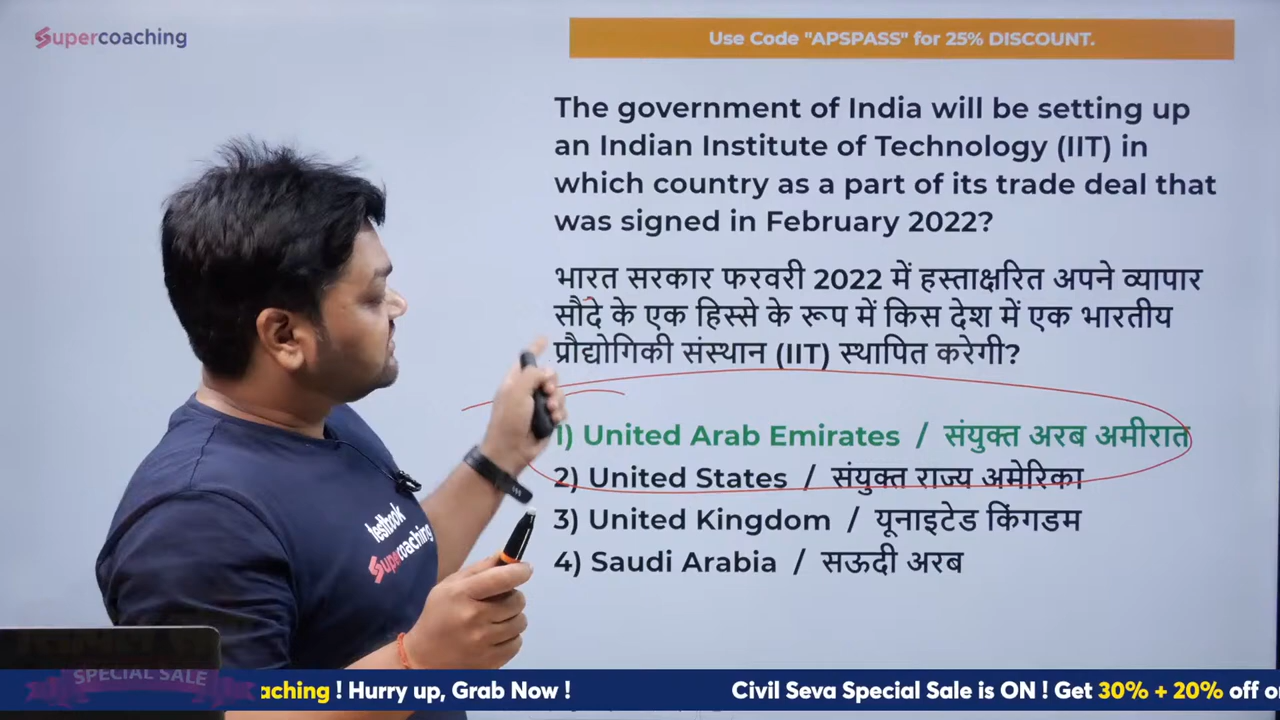 Supercoaching
Use Code "APSPASS" for 25% DISCOUNT.
The government of India will be setting up
an Indian Institute of Technology (IIT) in
which country as a part of its trade deal that
was signed in February 2022?
भारत सरकार फरवरी 2022 में हस्ताक्षरित अपने व्यापार
सौदे के एक हिस्से के रूप में किस देश में एक भारतीय
प्रौद्योगिकी संस्थान (IIT) स्थापित करेगी?
1) United Arab Emirates / संयुक्त अरब अमीरात
2) United States / संयुक्त राज्य अमेरिका
3) United Kingdom / यूनाइटेड किंगडम
4) Saudi Arabia / सऊदी अरब
testbook
Supercoaching
SPECIAL SALE
aching ! Hurry up, Grab Now ! Civil Seva Special Sale is ON ! Get 30% + 20% off o